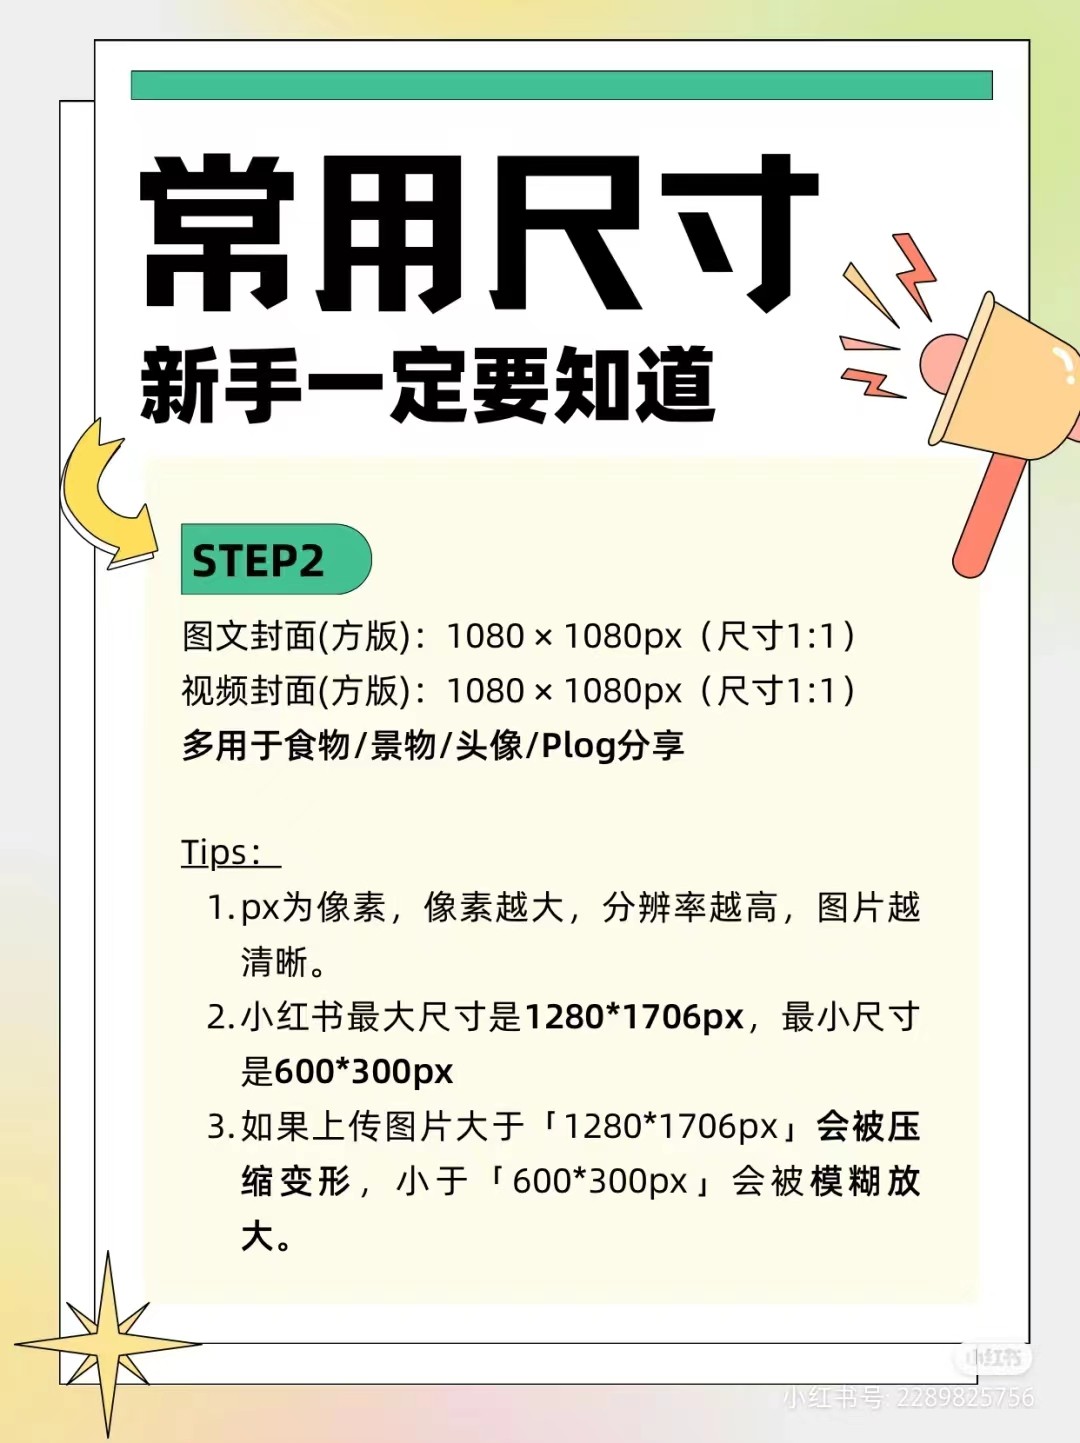 常用尺寸
新手一定要知道
STEP2
图文封面(方版)：1080 × 1080px（尺寸1:1）
视频封面(方版)：1080 × 1080px（尺寸1:1）
多用于食物/景物/头像/Plog分享
Tips：
1.px为像素，像素越大，分辨率越高，图片越
清晰。
2.小红书最大尺寸是1280*1706px，最小尺寸
是600*300px
3.如果上传图片大于「1280*1706px」会被压
缩变形，小于「600*300px」会被模糊放
大。
小红书
小红书号: 2289825756